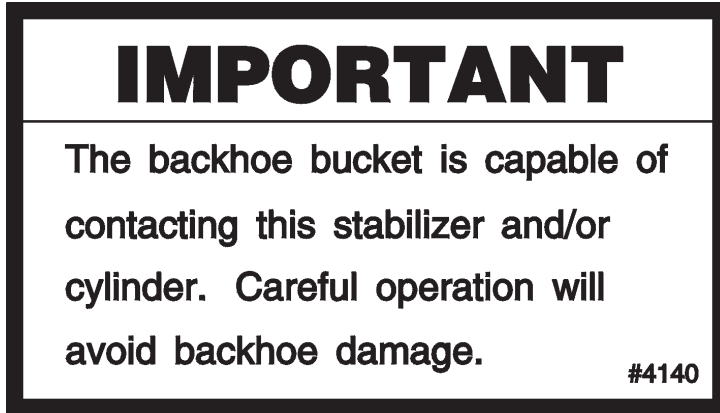 IMPORTANT
The backhoe bucket is capable of
contacting this stabilizer and/or
cylinder.  Careful operation will
avoid backhoe damage.
#4140